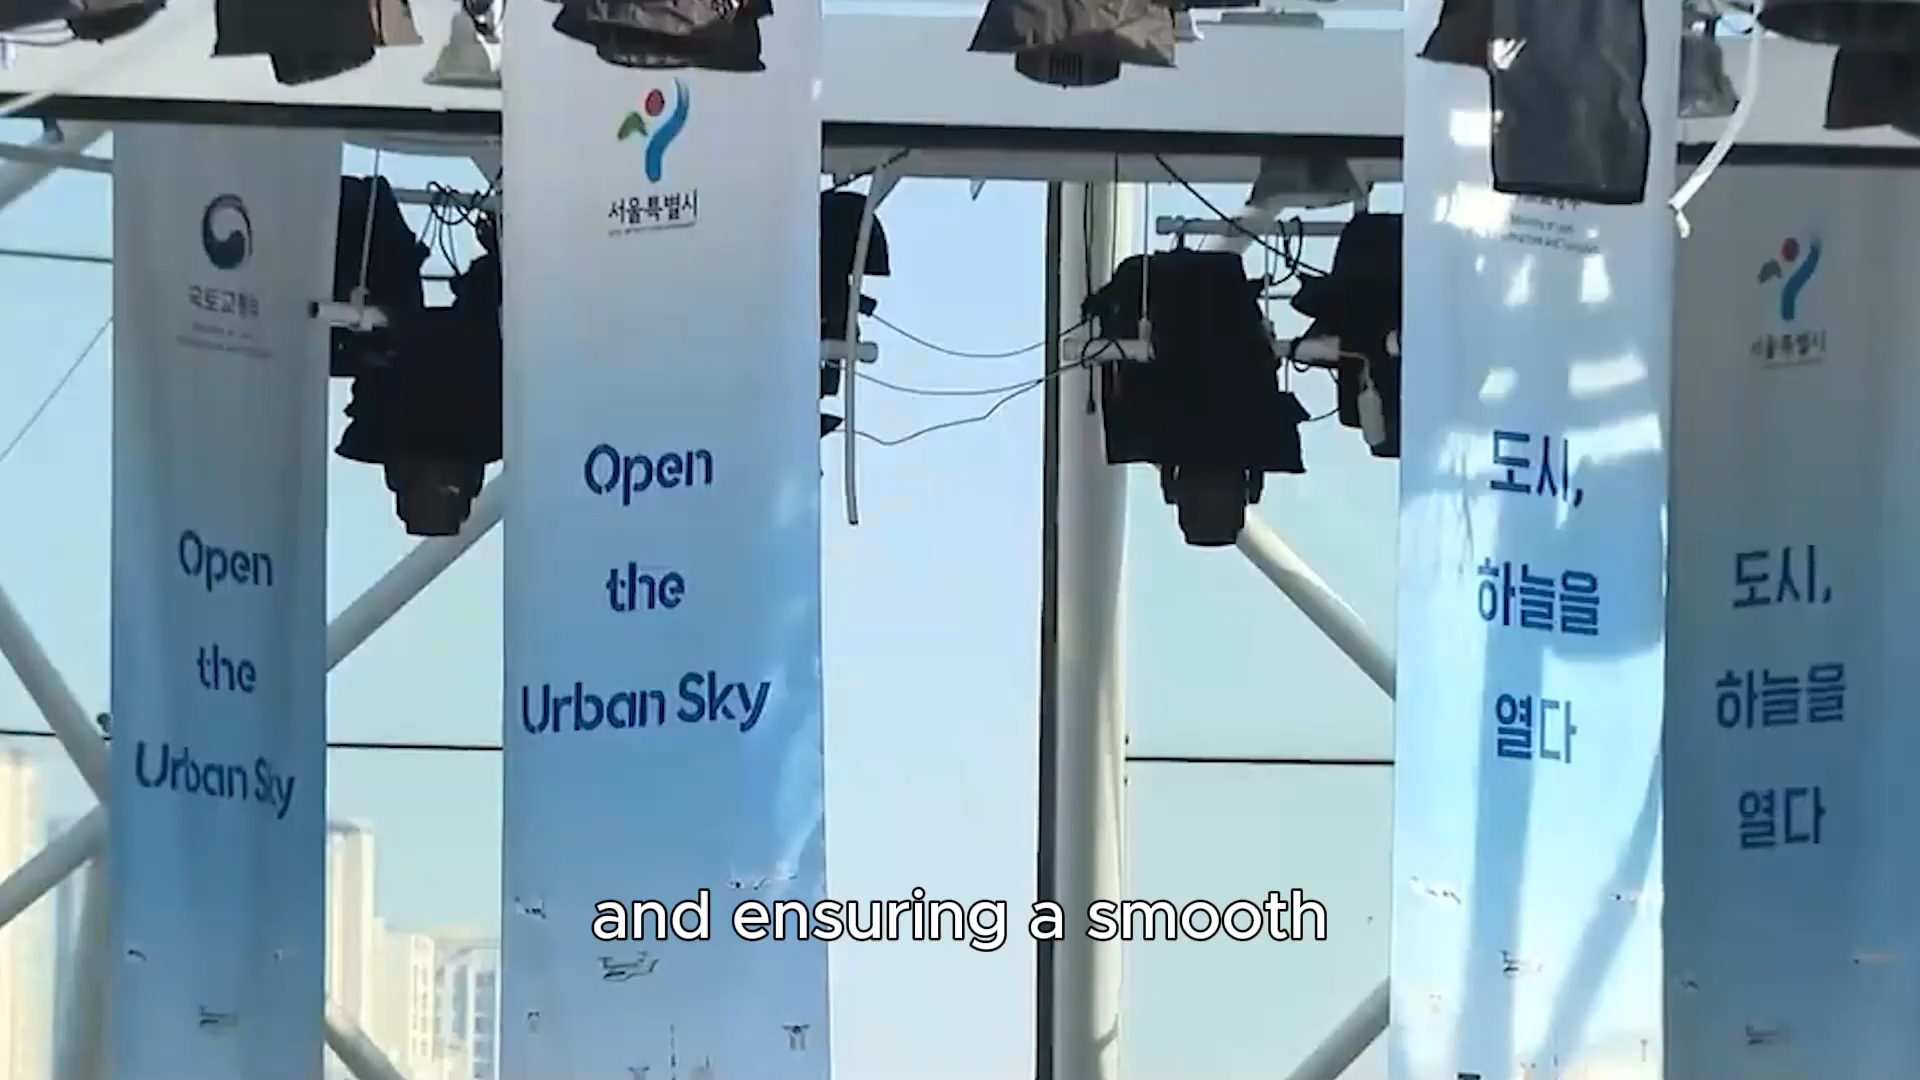 국토교통부
Open
the
Urban Sky
서울특별시
Open
the
Urban Sky
도시,
하늘을
열다
서울특별시
도시,
하늘을
열다
and ensuring a smooth